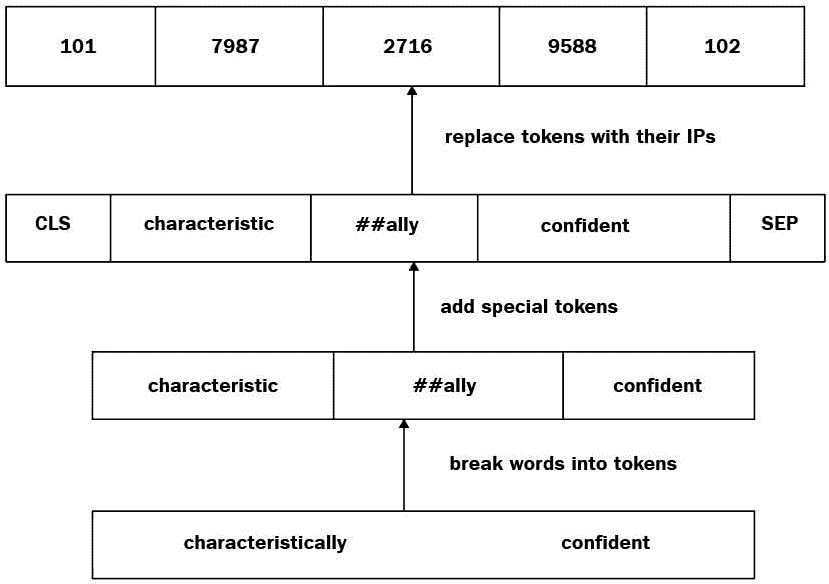 101 7987 2716 9588 102
replace tokens with their IPs
CLS characteristic ##ally confident SEP
add special tokens
characteristic ##ally confident
break words into tokens
characteristically confident